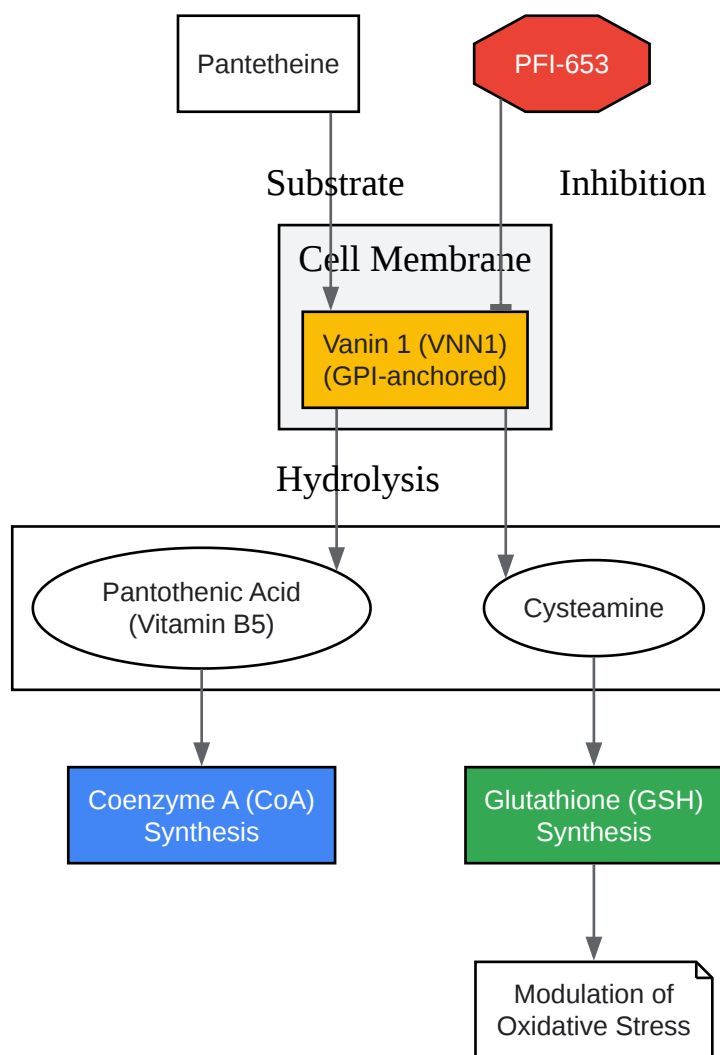 Pantetheine
PFI-653
Substrate
Inhibition
Cell Membrane
Vanin 1 (VNN1)
(GPI-anchored)
Hydrolysis
Pantothenic Acid
(Vitamin B5)
Cysteamine
Coenzyme A (CoA)
Synthesis
Glutathione (GSH)
Synthesis
Modulation of
Oxidative Stress